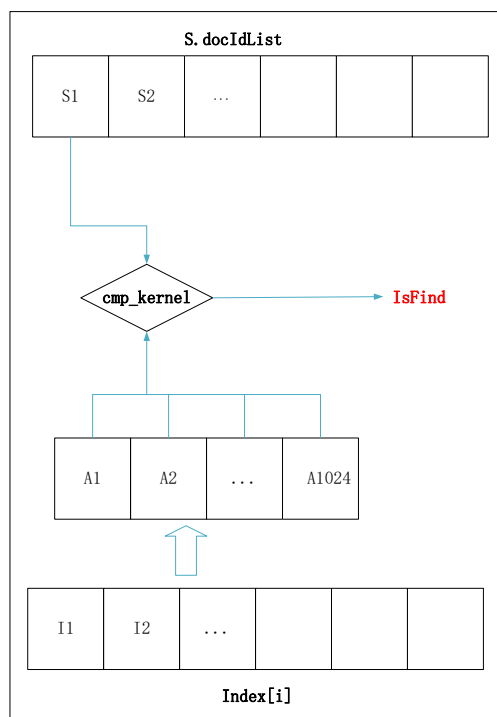 S.docIdList
S1 S2 ...
cmp_kernel
IsFind
A1 A2 ... A1024
I1 I2 ...
Index[i]